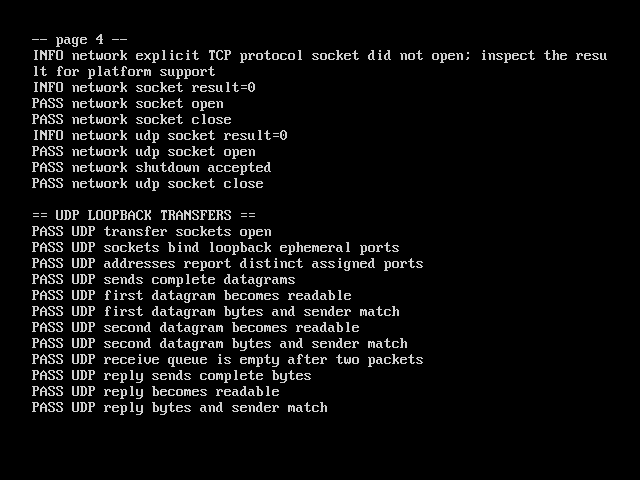 -- page 4 --
INFO network explicit TCP protocol socket did not open; inspect the resu
lt for platform support
INFO network socket result=0
PASS network socket open
PASS network socket close
INFO network udp socket result=0
PASS network udp socket open
PASS network shutdown accepted
PASS network udp socket close
== UDP LOOPBACK TRANSFERS ==
PASS UDP transfer sockets open
PASS UDP sockets bind loopback ephemeral ports
PASS UDP addresses report distinct assigned ports
PASS UDP sends complete datagrams
PASS UDP first datagram becomes readable
PASS UDP first datagram bytes and sender match
PASS UDP second datagram becomes readable
PASS UDP second datagram bytes and sender match
PASS UDP receive queue is empty after two packets
PASS UDP reply sends complete bytes
PASS UDP reply becomes readable
PASS UDP reply bytes and sender match